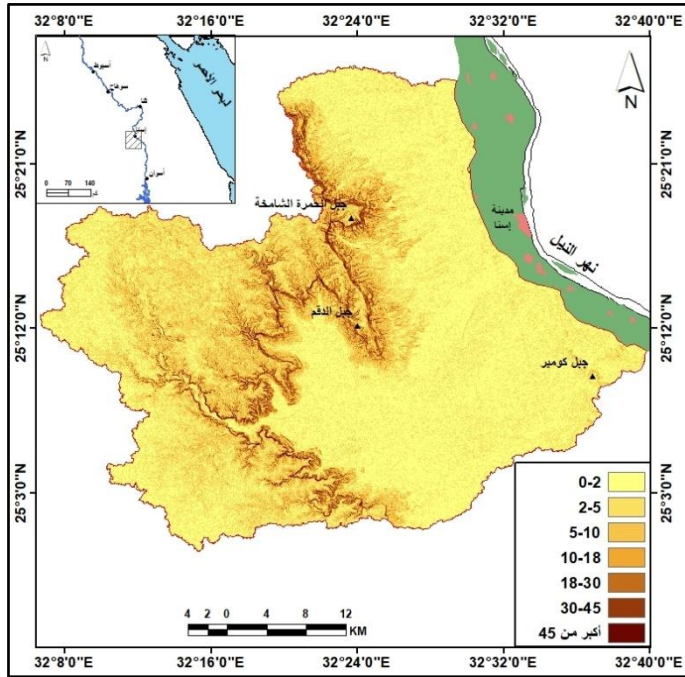 32°8'0"E 32°16'0"E 32°24'0"E 32°32'0"E 32°40'0"E
N
البحر الأحمر
أسيوط
سوهاج
قنا
إسنا
أسوان
0 70 140
كم
N
25°21'0"N
25°21'0"N
جبل الحمرة الشامخة
مدينة
إسنا
نهر النيل
25°12'0"N
25°12'0"N
جبل الدقم
جبل كومير
25°3'0"N
25°3'0"N
0-2
2-5
5-10
10-18
18-30
30-45
أكبر من 45
4 2 0 4 8 12
KM
32°8'0"E 32°16'0"E 32°24'0"E 32°32'0"E 32°40'0"E